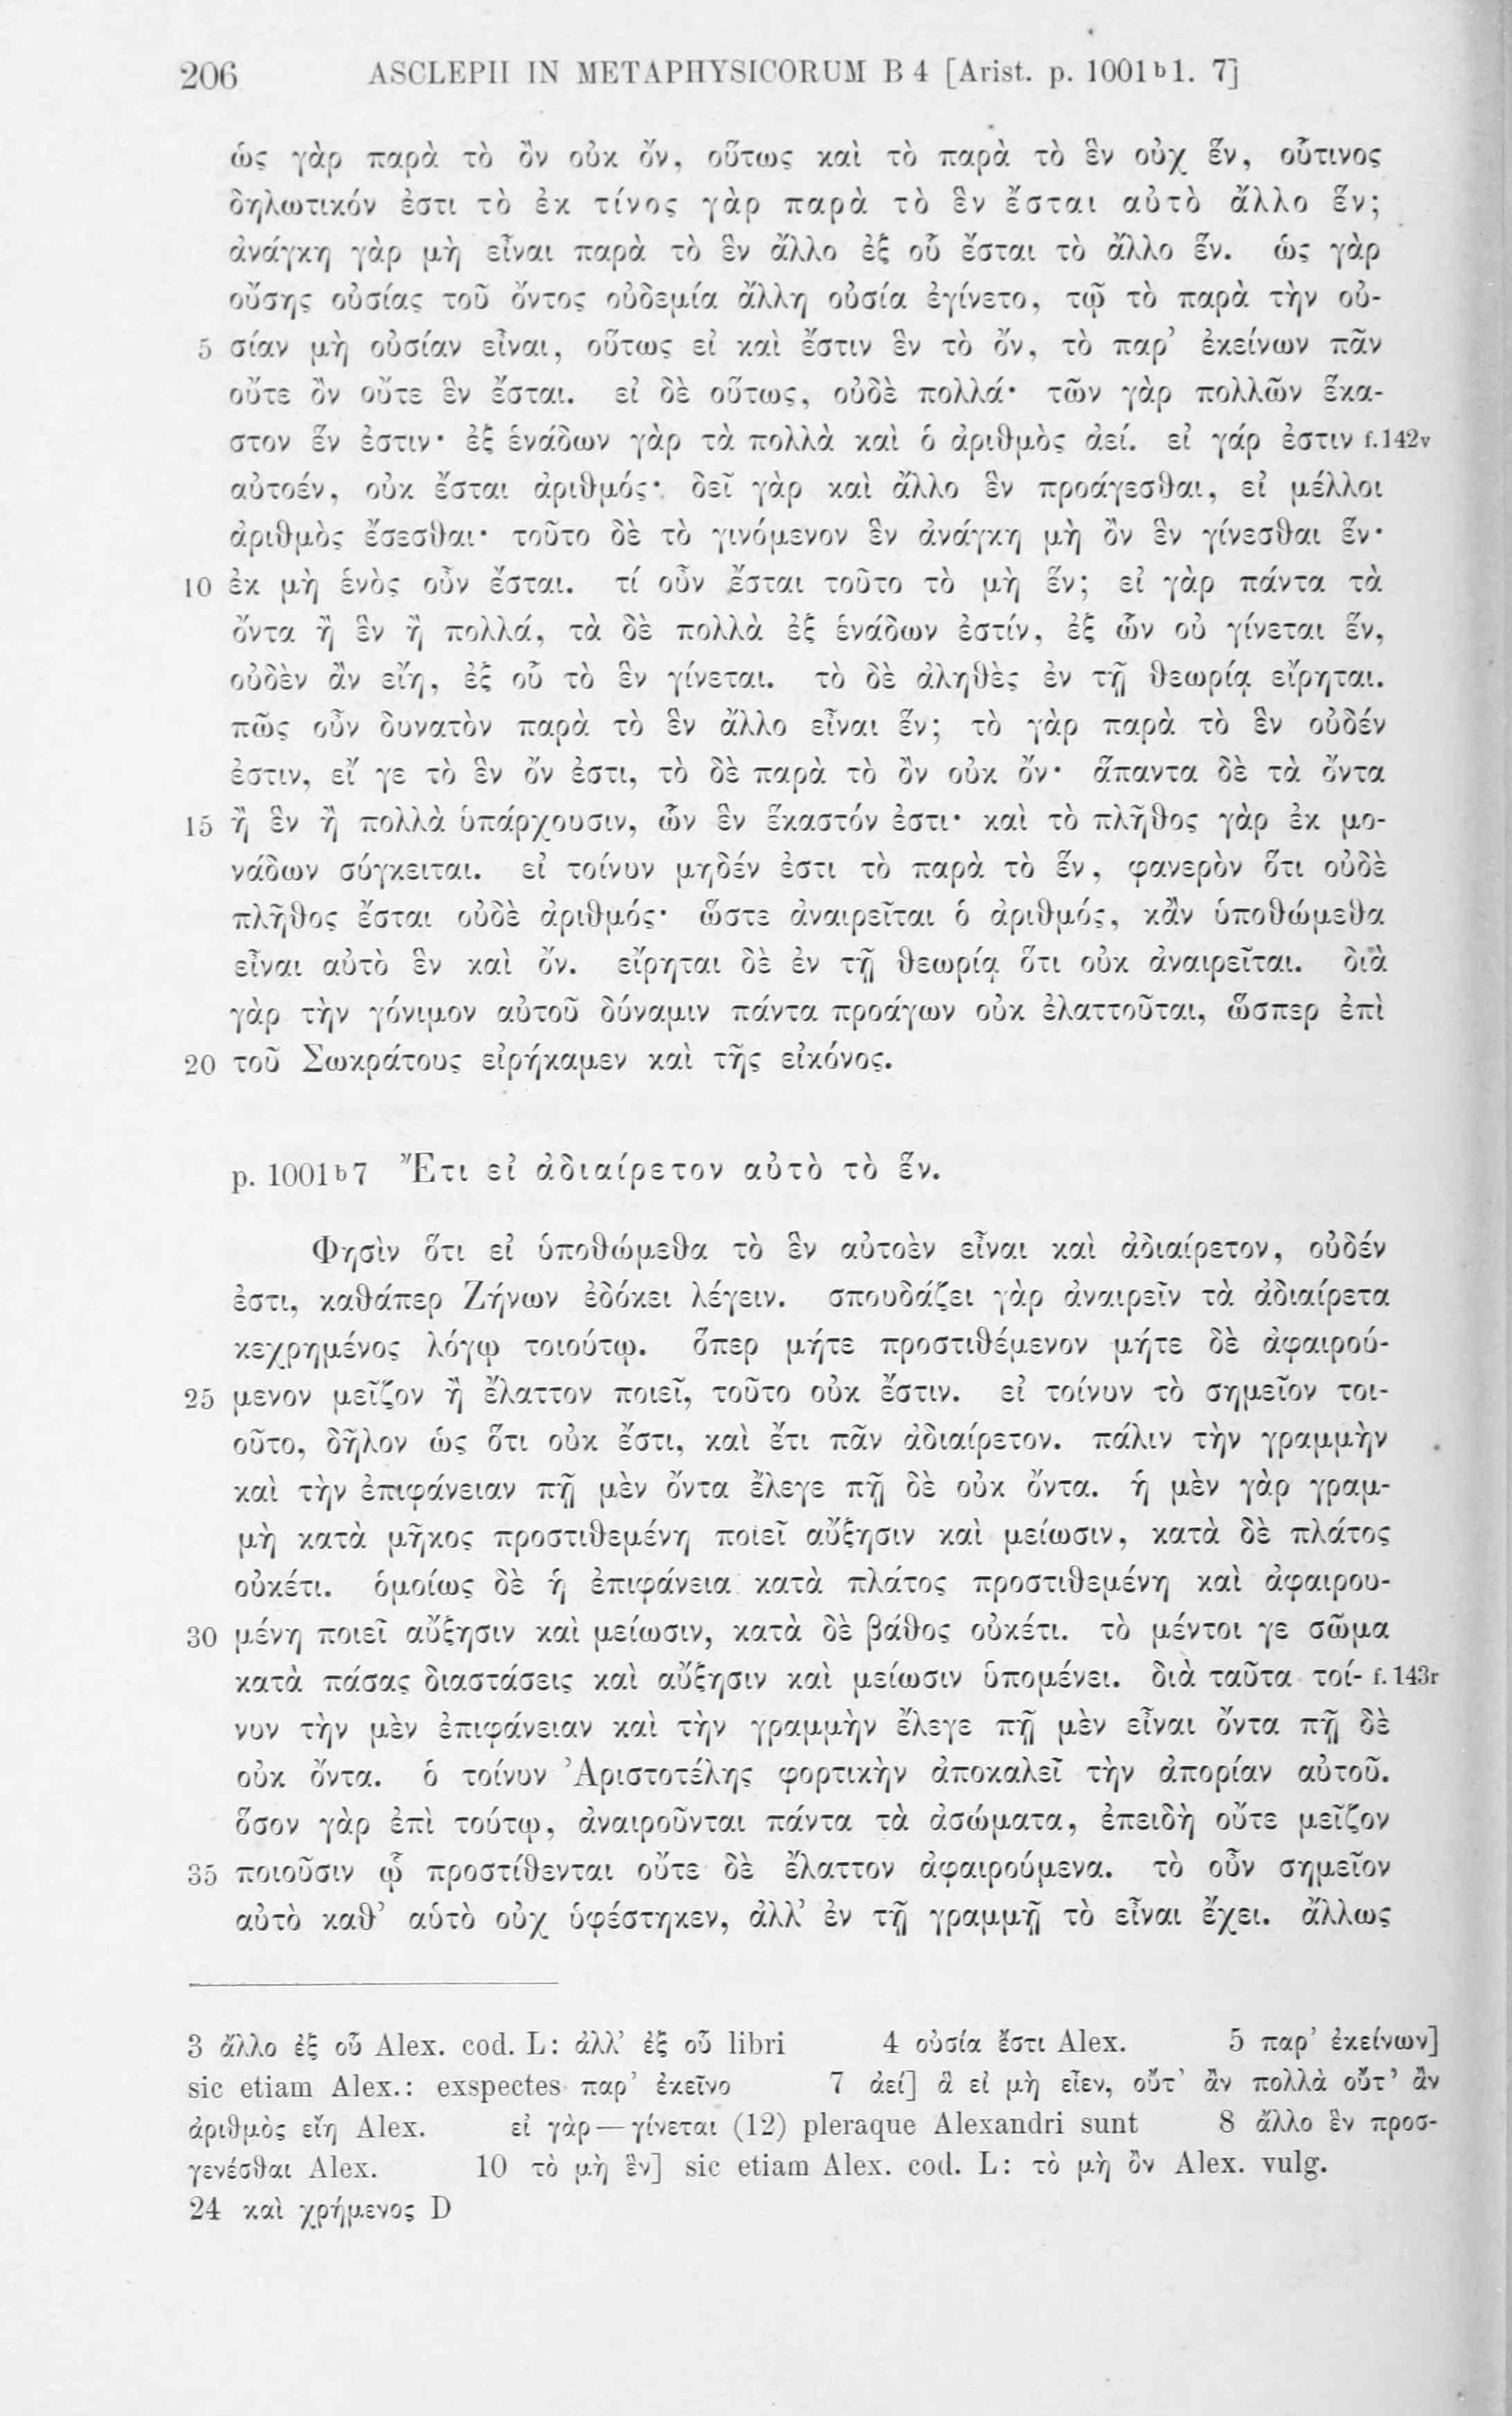 206 ASCLEPII IN METAPHYSICORUM B 4 [Arist. p. 1001 b 1. 7]
ὡς γὰρ παρὰ τὸ ὂν οὐκ ὄν, οὕτως καὶ τὸ παρὰ τὸ ἓν οὐχ ἕν, οὗτινος
δηλωτικόν ἐστι τὸ ἐκ τίνος γὰρ παρὰ τὸ ἓν ἔσται αὐτὸ ἄλλο ἕν;
ἀνάγκη γὰρ μὴ εἶναι παρὰ τὸ ἓν ἄλλο ἐξ οὗ ἔσται τὸ ἄλλο ἕν. ὡς γὰρ
οὔσης οὐσίας τοῦ ὄντος οὐδεμία ἄλλη οὐσία ἐγίνετο, τῷ τὸ παρὰ τὴν οὐ-
5 σίαν μὴ οὐσίαν εἶναι, οὕτως εἰ καὶ ἔστιν ἓν τὸ ὄν, τὸ παρ' ἐκείνων πᾶν
οὔτε ὂν οὔτε ἓν ἔσται. εἰ δὲ οὕτως, οὐδὲ πολλά· τῶν γὰρ πολλῶν ἕκα-
στον ἕν ἐστιν· ἐξ ἑνάδων γὰρ τὰ πολλὰ καὶ ὁ ἀριθμὸς ἀεί. εἰ γάρ ἐστιν f.142v
αὐτοέν, οὐκ ἔσται ἀριθμός· δεῖ γὰρ καὶ ἄλλο ἓν προάγεσθαι, εἰ μέλλοι
ἀριθμὸς ἔσεσθαι· τοῦτο δὲ τὸ γινόμενον ἓν ἀνάγκη μὴ ὂν ἓν γίνεσθαι ἕν·
10 ἐκ μὴ ἑνὸς οὖν ἔσται. τί οὖν ἔσται τοῦτο τὸ μὴ ἕν; εἰ γὰρ πάντα τὰ
ὄντα ἢ ἓν ἢ πολλά, τὰ δὲ πολλὰ ἐξ ἑνάδων ἐστίν, ἐξ ὧν οὐ γίνεται ἕν,
οὐδὲν ἂν εἴη, ἐξ οὗ τὸ ἓν γίνεται. τὸ δὲ ἀληθὲς ἐν τῇ θεωρίᾳ εἴρηται.
πῶς οὖν δυνατὸν παρὰ τὸ ἓν ἄλλο εἶναι ἕν; τὸ γὰρ παρὰ τὸ ἓν οὐδέν
ἐστιν, εἴ γε τὸ ἓν ὄν ἐστι, τὸ δὲ παρὰ τὸ ὂν οὐκ ὄν· ἅπαντα δὲ τὰ ὄντα
15 ἢ ἓν ἢ πολλὰ ὑπάρχουσιν, ὧν ἓν ἕκαστόν ἐστι· καὶ τὸ πλῆθος γὰρ ἐκ μο-
νάδων σύγκειται. εἰ τοίνυν μηδέν ἐστι τὸ παρὰ τὸ ἕν, φανερὸν ὅτι οὐδὲ
πλῆθος ἔσται οὐδὲ ἀριθμός· ὥστε ἀναιρεῖται ὁ ἀριθμός, κἂν ὑποθώμεθα
εἶναι αὐτὸ ἓν καὶ ὄν. εἴρηται δὲ ἐν τῇ θεωρίᾳ ὅτι οὐκ ἀναιρεῖται. διὰ
γὰρ τὴν γόνιμον αὐτοῦ δύναμιν πάντα προάγων οὐκ ἐλαττοῦται, ὥσπερ ἐπὶ
20 τοῦ Σωκράτους εἰρήκαμεν καὶ τῆς εἰκόνος.
p. 1001 b 7 Ἔτι εἰ ἀδιαίρετον αὐτὸ τὸ ἕν.
Φησὶν ὅτι εἰ ὑποθώμεθα τὸ ἓν αὐτοὲν εἶναι καὶ ἀδιαίρετον, οὐδέν
ἐστι, καθάπερ Ζήνων ἐδόκει λέγειν. σπουδάζει γὰρ ἀναιρεῖν τὰ ἀδιαίρετα
κεχρημένος λόγῳ τοιούτῳ. ὅπερ μήτε προστιθέμενον μήτε δὲ ἀφαιρού-
25 μενον μεῖζον ἢ ἔλαττον ποιεῖ, τοῦτο οὐκ ἔστιν. εἰ τοίνυν τὸ σημεῖον τοι-
οῦτο, δῆλον ὡς ὅτι οὐκ ἔστι, καὶ ἔτι πᾶν ἀδιαίρετον. πάλιν τὴν γραμμὴν
καὶ τὴν ἐπιφάνειαν πῇ μὲν ὄντα ἔλεγε πῇ δὲ οὐκ ὄντα. ἡ μὲν γὰρ γραμ-
μὴ κατὰ μῆκος προστιθεμένη ποιεῖ αὔξησιν καὶ μείωσιν, κατὰ δὲ πλάτος
οὐκέτι. ὁμοίως δὲ ἡ ἐπιφάνεια κατὰ πλάτος προστιθεμένη καὶ ἀφαιρου-
30 μένη ποιεῖ αὔξησιν καὶ μείωσιν, κατὰ δὲ βάθος οὐκέτι. τὸ μέντοι γε σῶμα
κατὰ πάσας διαστάσεις καὶ αὔξησιν καὶ μείωσιν ὑπομένει. διὰ ταῦτα τοί- f. 143r
νυν τὴν μὲν ἐπιφάνειαν καὶ τὴν γραμμὴν ἔλεγε πῇ μὲν εἶναι ὄντα πῇ δὲ
οὐκ ὄντα. ὁ τοίνυν Ἀριστοτέλης φορτικὴν ἀποκαλεῖ τὴν ἀπορίαν αὐτοῦ.
ὅσον γὰρ ἐπὶ τούτῳ, ἀναιροῦνται πάντα τὰ ἀσώματα, ἐπειδὴ οὔτε μεῖζον
35 ποιοῦσιν ᾧ προστίθενται οὔτε δὲ ἔλαττον ἀφαιρούμενα. τὸ οὖν σημεῖον
αὐτὸ καθ' αὑτὸ οὐχ ὑφέστηκεν, ἀλλ' ἐν τῇ γραμμῇ τὸ εἶναι ἔχει. ἄλλως
3 ἄλλο ἐξ οὗ Alex. cod. L: ἀλλ' ἐξ οὗ libri 4 οὐσία ἔστι Alex. 5 παρ' ἐκείνων]
sic etiam Alex.: exspectes παρ' ἐκεῖνο 7 ἀεί] ἃ εἰ μὴ εἶεν, οὔτ' ἂν πολλὰ οὔτ' ἂν
ἀριθμὸς εἴη Alex. εἰ γὰρ—γίνεται (12) pleraque Alexandri sunt 8 ἄλλο ἓν προσ-
γενέσθαι Alex. 10 τὸ μὴ ἓν] sic etiam Alex. cod. L: τὸ μὴ ὂν Alex. vulg.
24 καὶ χρήμενος D